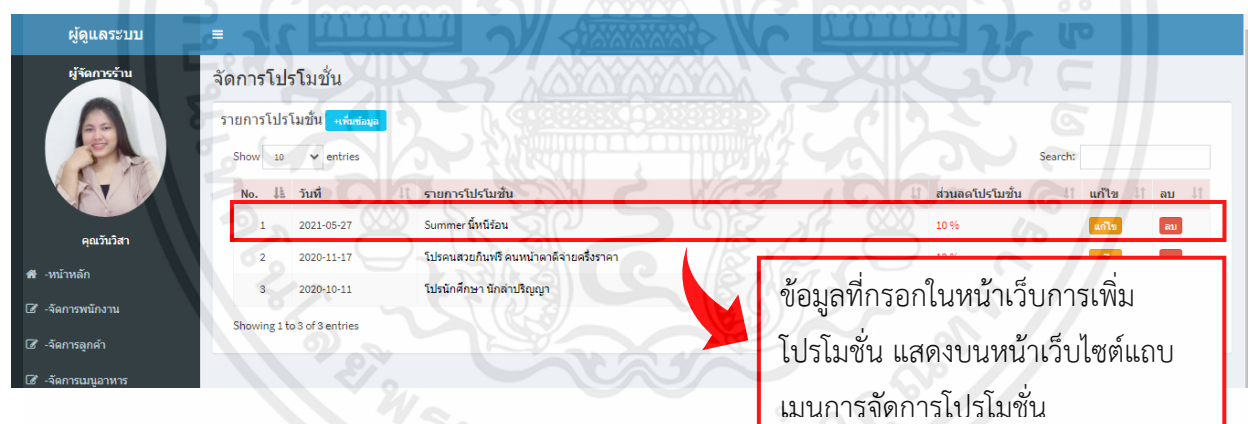 ผู้ดูแลระบบ
ผู้จัดการร้าน
คุณวันวิสา
-หน้าหลัก
-จัดการพนักงาน
-จัดการลูกค้า
-จัดการเมนูอาหาร
จัดการโปรโมชั่น
รายการโปรโมชั่น +เพิ่มข้อมูล
Show 10 entries Search:
No. วันที่ รายการโปรโมชั่น ส่วนลดโปรโมชั่น แก้ไข ลบ
1 2021-05-27 Summer นี้หนีร้อน 10 % แก้ไข ลบ
2 2020-11-17 โปรคนสวยกินฟรี คนหน้าตาดีจ่ายครึ่งราคา
3 2020-10-11 โปรนักศึกษา นักล่าปริญญา
Showing 1 to 3 of 3 entries
ข้อมูลที่กรอกในหน้าเว็บการเพิ่ม
โปรโมชั่น แสดงบนหน้าเว็บไซต์แถบ
เมนูการจัดการโปรโมชั่น